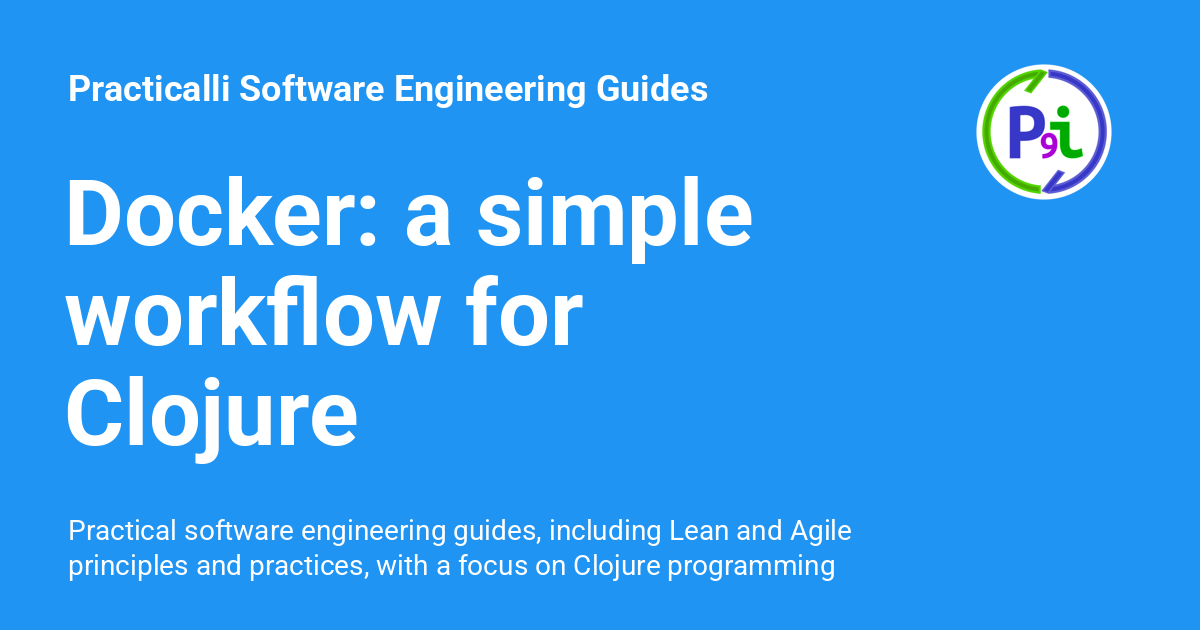 Practicalli Software Engineering Guides
P9i
Docker: a simple
workflow for
Clojure
Practical software engineering guides, including Lean and Agile
principles and practices, with a focus on Clojure programming